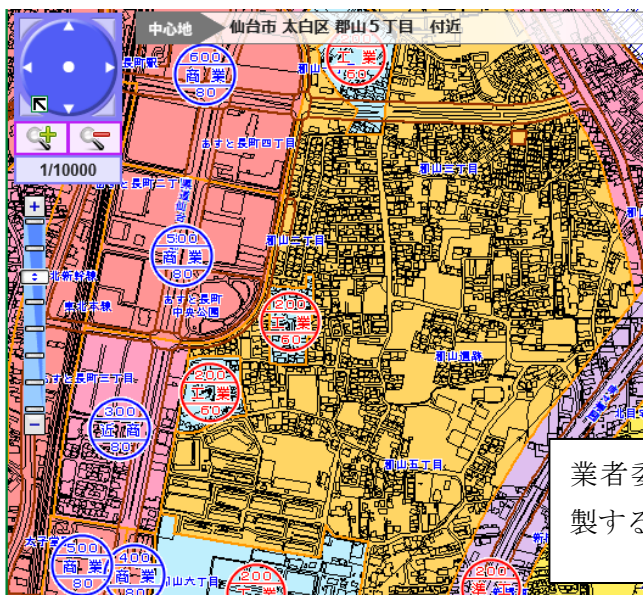 中心地 仙台市 太白区 郡山５丁目 付近
1/10000
+
−
600
商業
80
工業
60
郡山
長町駅
あすと長町四丁目
郡山三丁目
あすと長町二丁目
500
商業
80
郡山二丁目
北新幹線
東北本線
あすと長町
中央公園
200
工業
60
郡山遺跡
あすと長町三丁目
200
工業
60
300
近商
80
郡山五丁目
業者委
製する
500
商業
80
400
商業
80
山六丁目
200
工業
200